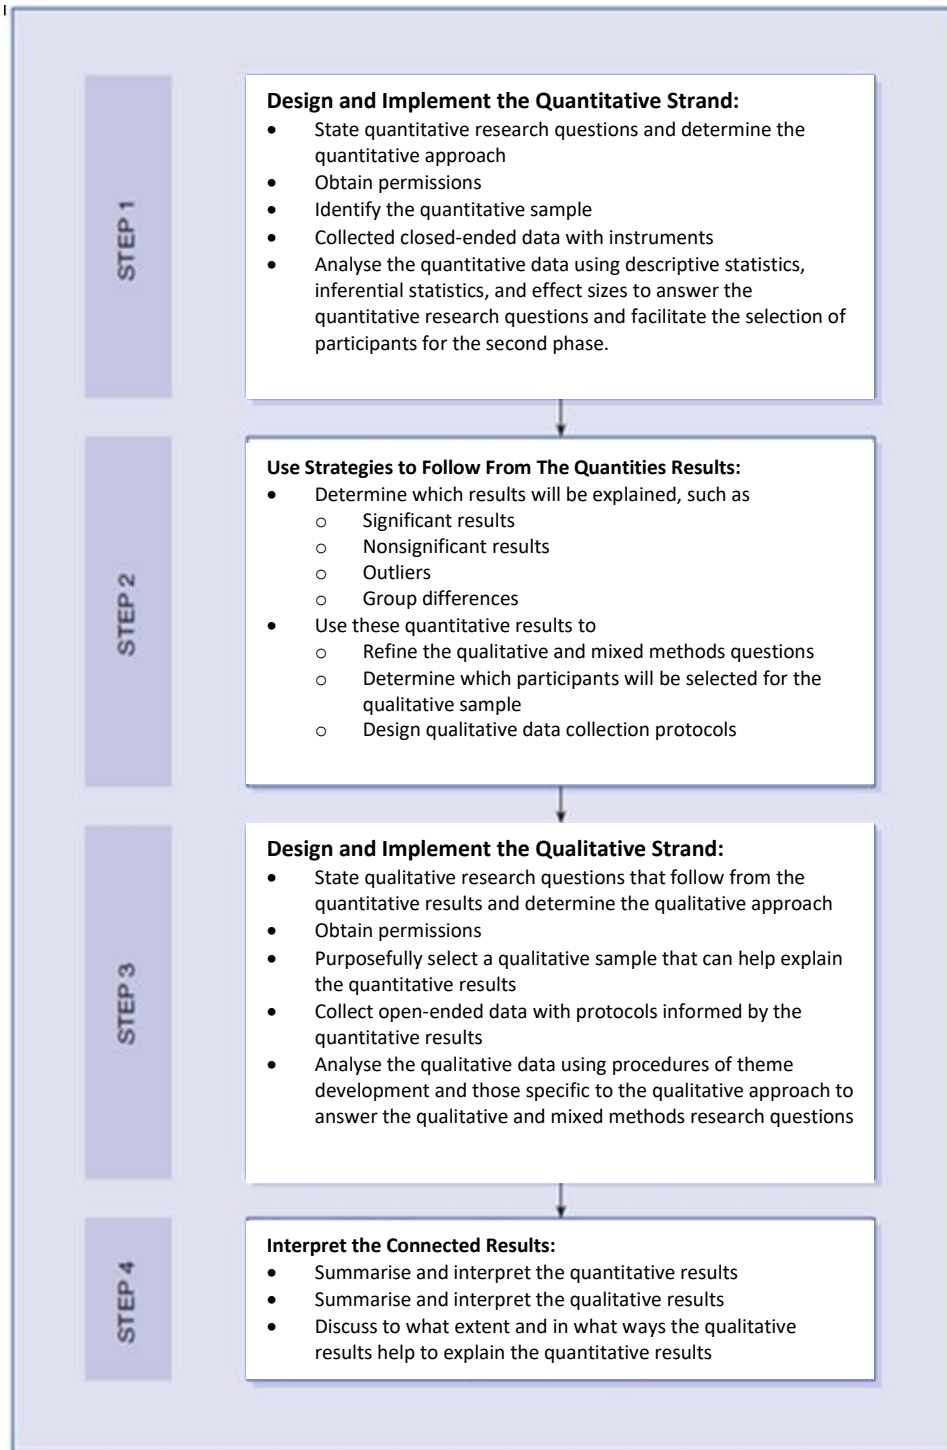 I
STEP 1
Design and Implement the Quantitative Strand:
• State quantitative research questions and determine the
quantitative approach
• Obtain permissions
• Identify the quantitative sample
• Collected closed-ended data with instruments
• Analyse the quantitative data using descriptive statistics,
inferential statistics, and effect sizes to answer the
quantitative research questions and facilitate the selection of
participants for the second phase.
STEP 2
Use Strategies to Follow From The Quantities Results:
• Determine which results will be explained, such as
o Significant results
o Nonsignificant results
o Outliers
o Group differences
• Use these quantitative results to
o Refine the qualitative and mixed methods questions
o Determine which participants will be selected for the
qualitative sample
o Design qualitative data collection protocols
STEP 3
Design and Implement the Qualitative Strand:
• State qualitative research questions that follow from the
quantitative results and determine the qualitative approach
• Obtain permissions
• Purposefully select a qualitative sample that can help explain
the quantitative results
• Collect open-ended data with protocols informed by the
quantitative results
• Analyse the qualitative data using procedures of theme
development and those specific to the qualitative approach to
answer the qualitative and mixed methods research questions
STEP 4
Interpret the Connected Results:
• Summarise and interpret the quantitative results
• Summarise and interpret the qualitative results
• Discuss to what extent and in what ways the qualitative
results help to explain the quantitative results